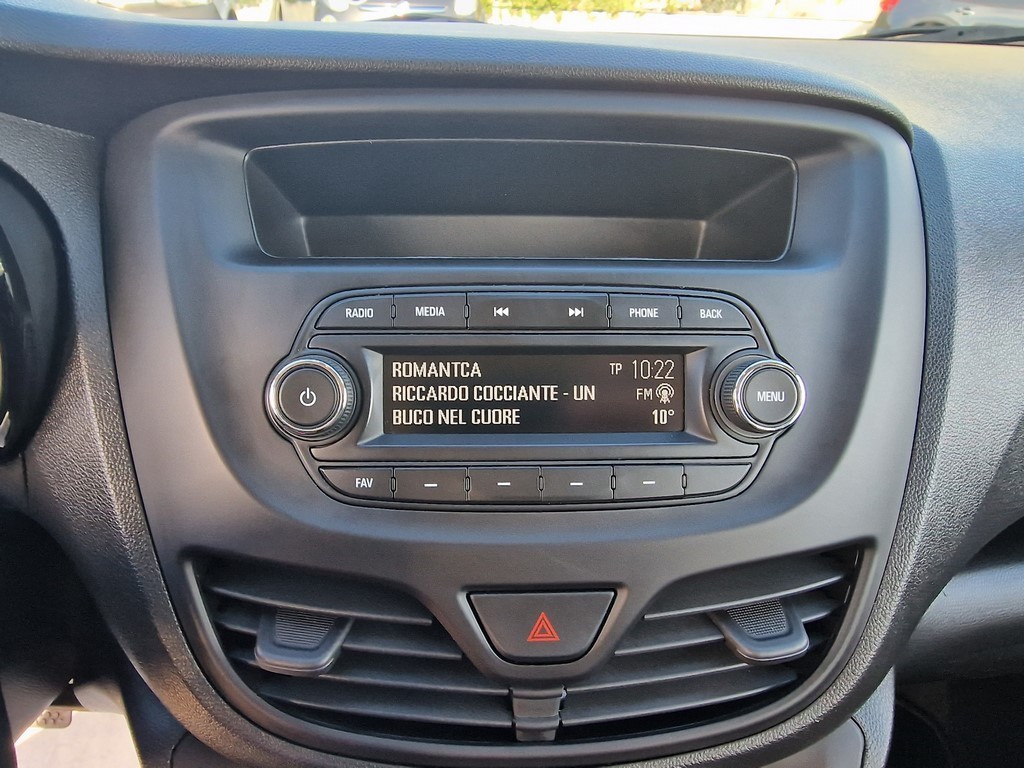 RADIO MEDIA PHONE BACK
ROMANTCA TP 10:22
RICCARDO COCCIANTE - UN FM
BUCO NEL CUORE 10°
MENU
FAV